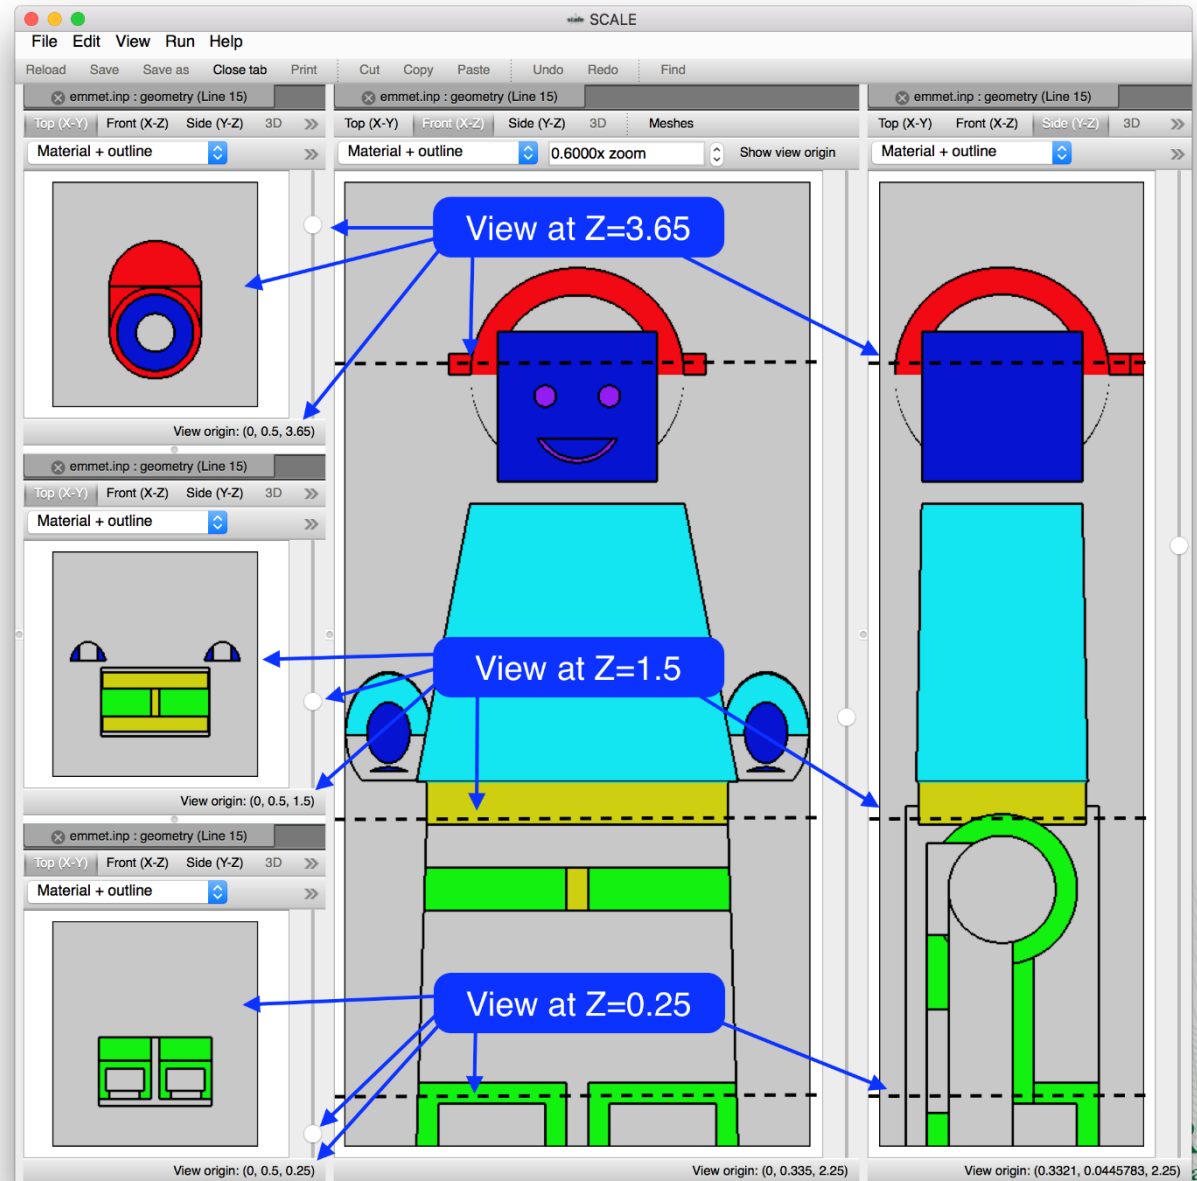 scale SCALE
File Edit View Run Help
Reload Save Save as Close tab Print Cut Copy Paste Undo Redo Find
emmet.inp : geometry (Line 15)
Top (X-Y) Front (X-Z) Side (Y-Z) 3D »
Material + outline »
View origin: (0, 0.5, 3.65)
emmet.inp : geometry (Line 15)
Top (X-Y) Front (X-Z) Side (Y-Z) 3D »
Material + outline »
View origin: (0, 0.5, 1.5)
emmet.inp : geometry (Line 15)
Top (X-Y) Front (X-Z) Side (Y-Z) 3D »
Material + outline »
View origin: (0, 0.5, 0.25)
emmet.inp : geometry (Line 15)
Top (X-Y) Front (X-Z) Side (Y-Z) 3D Meshes
Material + outline 0.6000x zoom Show view origin
View at Z=3.65
View at Z=1.5
View at Z=0.25
View origin: (0, 0.335, 2.25)
emmet.inp : geometry (Line 15)
Top (X-Y) Front (X-Z) Side (Y-Z) 3D »
Material + outline »
View origin: (0.3321, 0.0445783, 2.25)